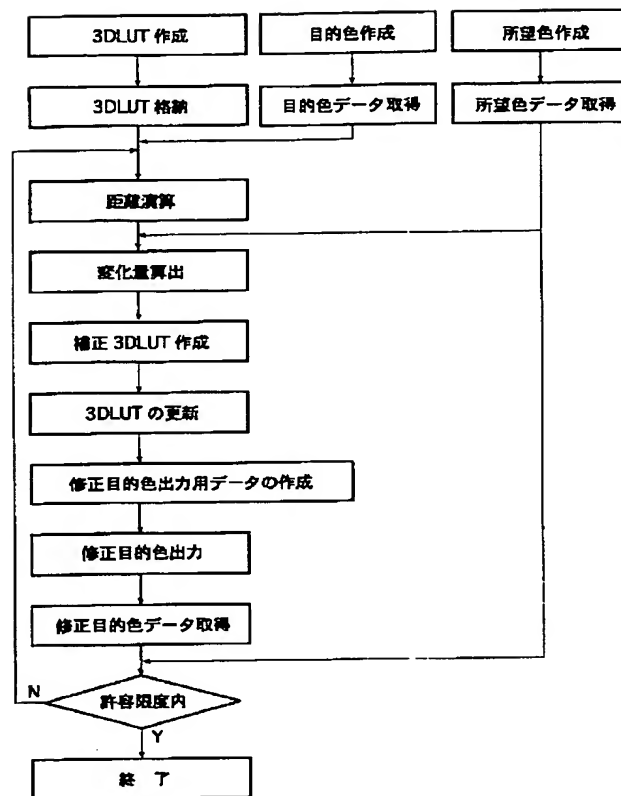 3DLUT 作成
目的色作成
所望色作成
3DLUT 格納
目的色データ取得
所望色データ取得
距離演算
変化量算出
補正 3DLUT 作成
3DLUT の更新
修正目的色出力用データの作成
修正目的色出力
修正目的色データ取得
N
許容限度内
Y
終 了